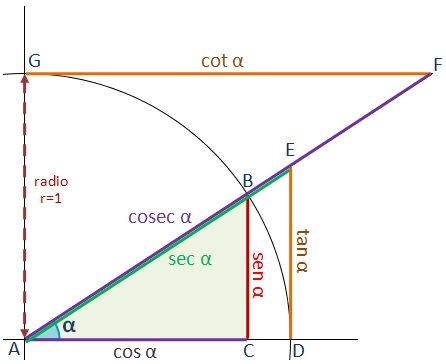 G
cot α
F
radio
r=1
B
E
cosec α
sec α
sen α
tan α
α
A
cos α
C
D